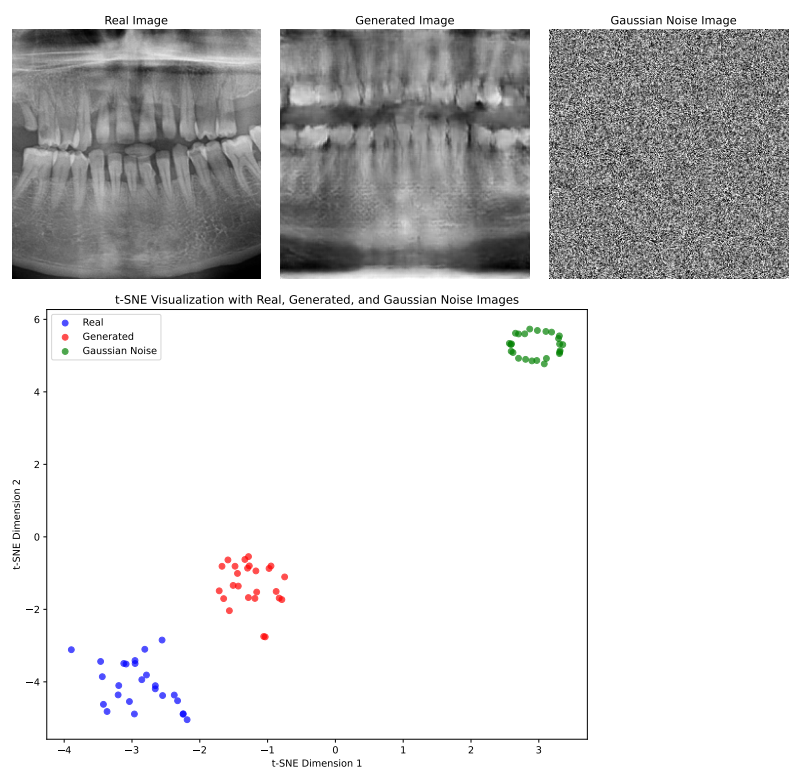 Real Image
Generated Image
Gaussian Noise Image
t-SNE Visualization with Real, Generated, and Gaussian Noise Images
Real
Generated
Gaussian Noise
6
4
2
0
−2
−4
t-SNE Dimension 2
−4 −3 −2 −1 0 1 2 3
t-SNE Dimension 1